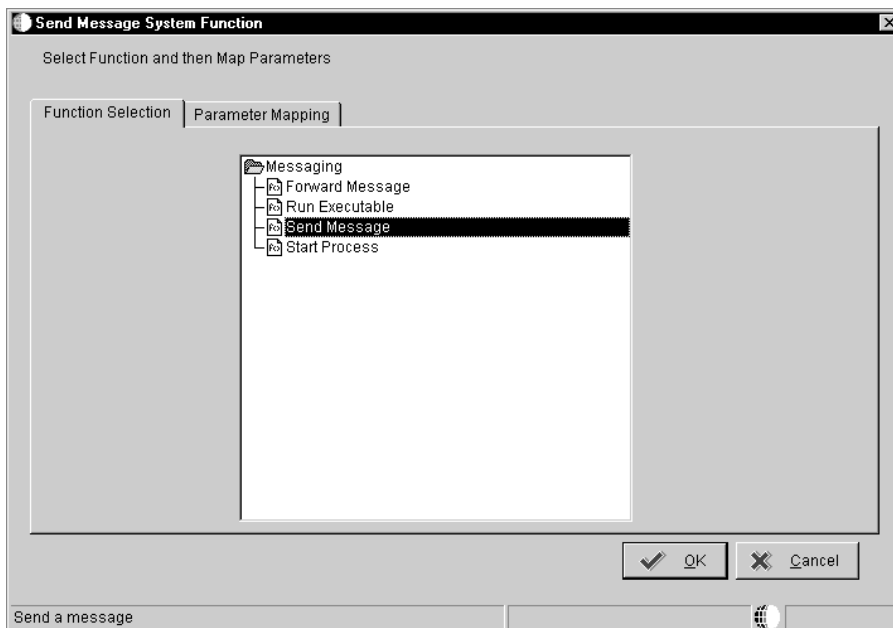 Send Message System Function
Select Function and then Map Parameters
Function Selection
Parameter Mapping
Messaging
Forward Message
Run Executable
Send Message
Start Process
OK
Cancel
Send a message